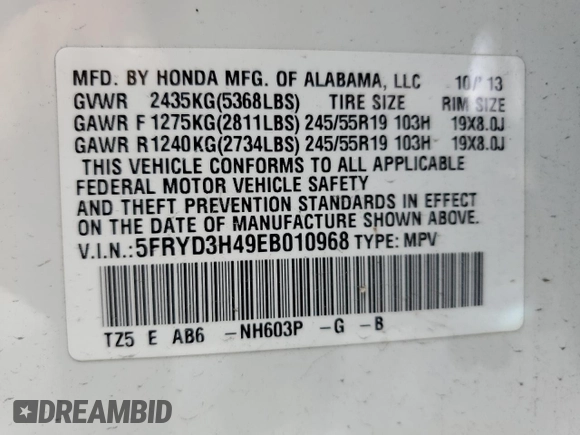 MFD. BY HONDA MFG. OF ALABAMA, LLC 10/13
GVWR 2435KG(5368LBS) TIRE SIZE RIM SIZE
GAWR F1275KG(2811LBS) 245/55R19 103H 19X8.0J
GAWR R1240KG(2734LBS) 245/55R19 103H 19X8.0J
THIS VEHICLE CONFORMS TO ALL APPLICABLE
FEDERAL MOTOR VEHICLE SAFETY
AND THEFT PREVENTION STANDARDS IN EFFECT
ON THE DATE OF MANUFACTURE SHOWN ABOVE.
V.I.N.:5FRYD3H49EB010968 TYPE: MPV
TZ5 E AB6 -NH603P -G -B
DREAMBID